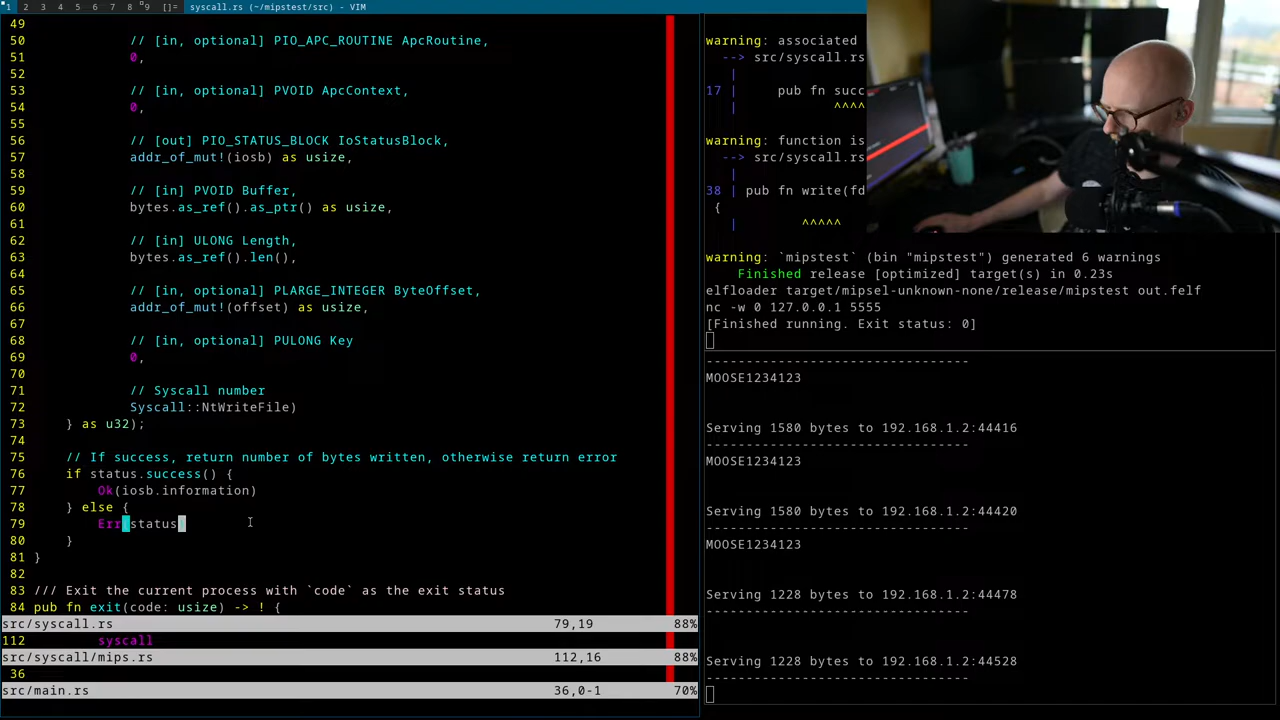 1 2 3 4 5 6 7 8 9 []= syscall.rs (~/mipstest/src) - VIM
49
50 // [in, optional] PIO_APC_ROUTINE ApcRoutine,
51 0,
52
53 // [in, optional] PVOID ApcContext,
54 0,
55
56 // [out] PIO_STATUS_BLOCK IoStatusBlock,
57 addr_of_mut!(iosb) as usize,
58
59 // [in] PVOID Buffer,
60 bytes.as_ref().as_ptr() as usize,
61
62 // [in] ULONG Length,
63 bytes.as_ref().len(),
64
65 // [in, optional] PLARGE_INTEGER ByteOffset,
66 addr_of_mut!(offset) as usize,
67
68 // [in, optional] PULONG Key
69 0,
70
71 // Syscall number
72 Syscall::NtWriteFile)
73 } as u32);
74
75 // If success, return number of bytes written, otherwise return error
76 if status.success() {
77 Ok(iosb.information)
78 } else {
79 Err(status)
80 }
81 }
82
83 /// Exit the current process with `code` as the exit status
84 pub fn exit(code: usize) -> ! {
src/syscall.rs 79,19 88%
112 syscall
src/syscall/mips.rs 112,16 88%
36
src/main.rs 36,0-1 70%
warning: associated
--> src/syscall.rs
|
17 | pub fn succ
| ^^^^
warning: function is
--> src/syscall.rs
|
38 | pub fn write(fd
{
| ^^^^^
warning: `mipstest` (bin "mipstest") generated 6 warnings
Finished release [optimized] target(s) in 0.23s
elfloader target/mipsel-unknown-none/release/mipstest out.felf
nc -w 0 127.0.0.1 5555
[Finished running. Exit status: 0]
---------------------------------
MOOSE1234123
Serving 1580 bytes to 192.168.1.2:44416
---------------------------------
MOOSE1234123
Serving 1580 bytes to 192.168.1.2:44420
---------------------------------
MOOSE1234123
Serving 1228 bytes to 192.168.1.2:44478
---------------------------------
Serving 1228 bytes to 192.168.1.2:44528
---------------------------------